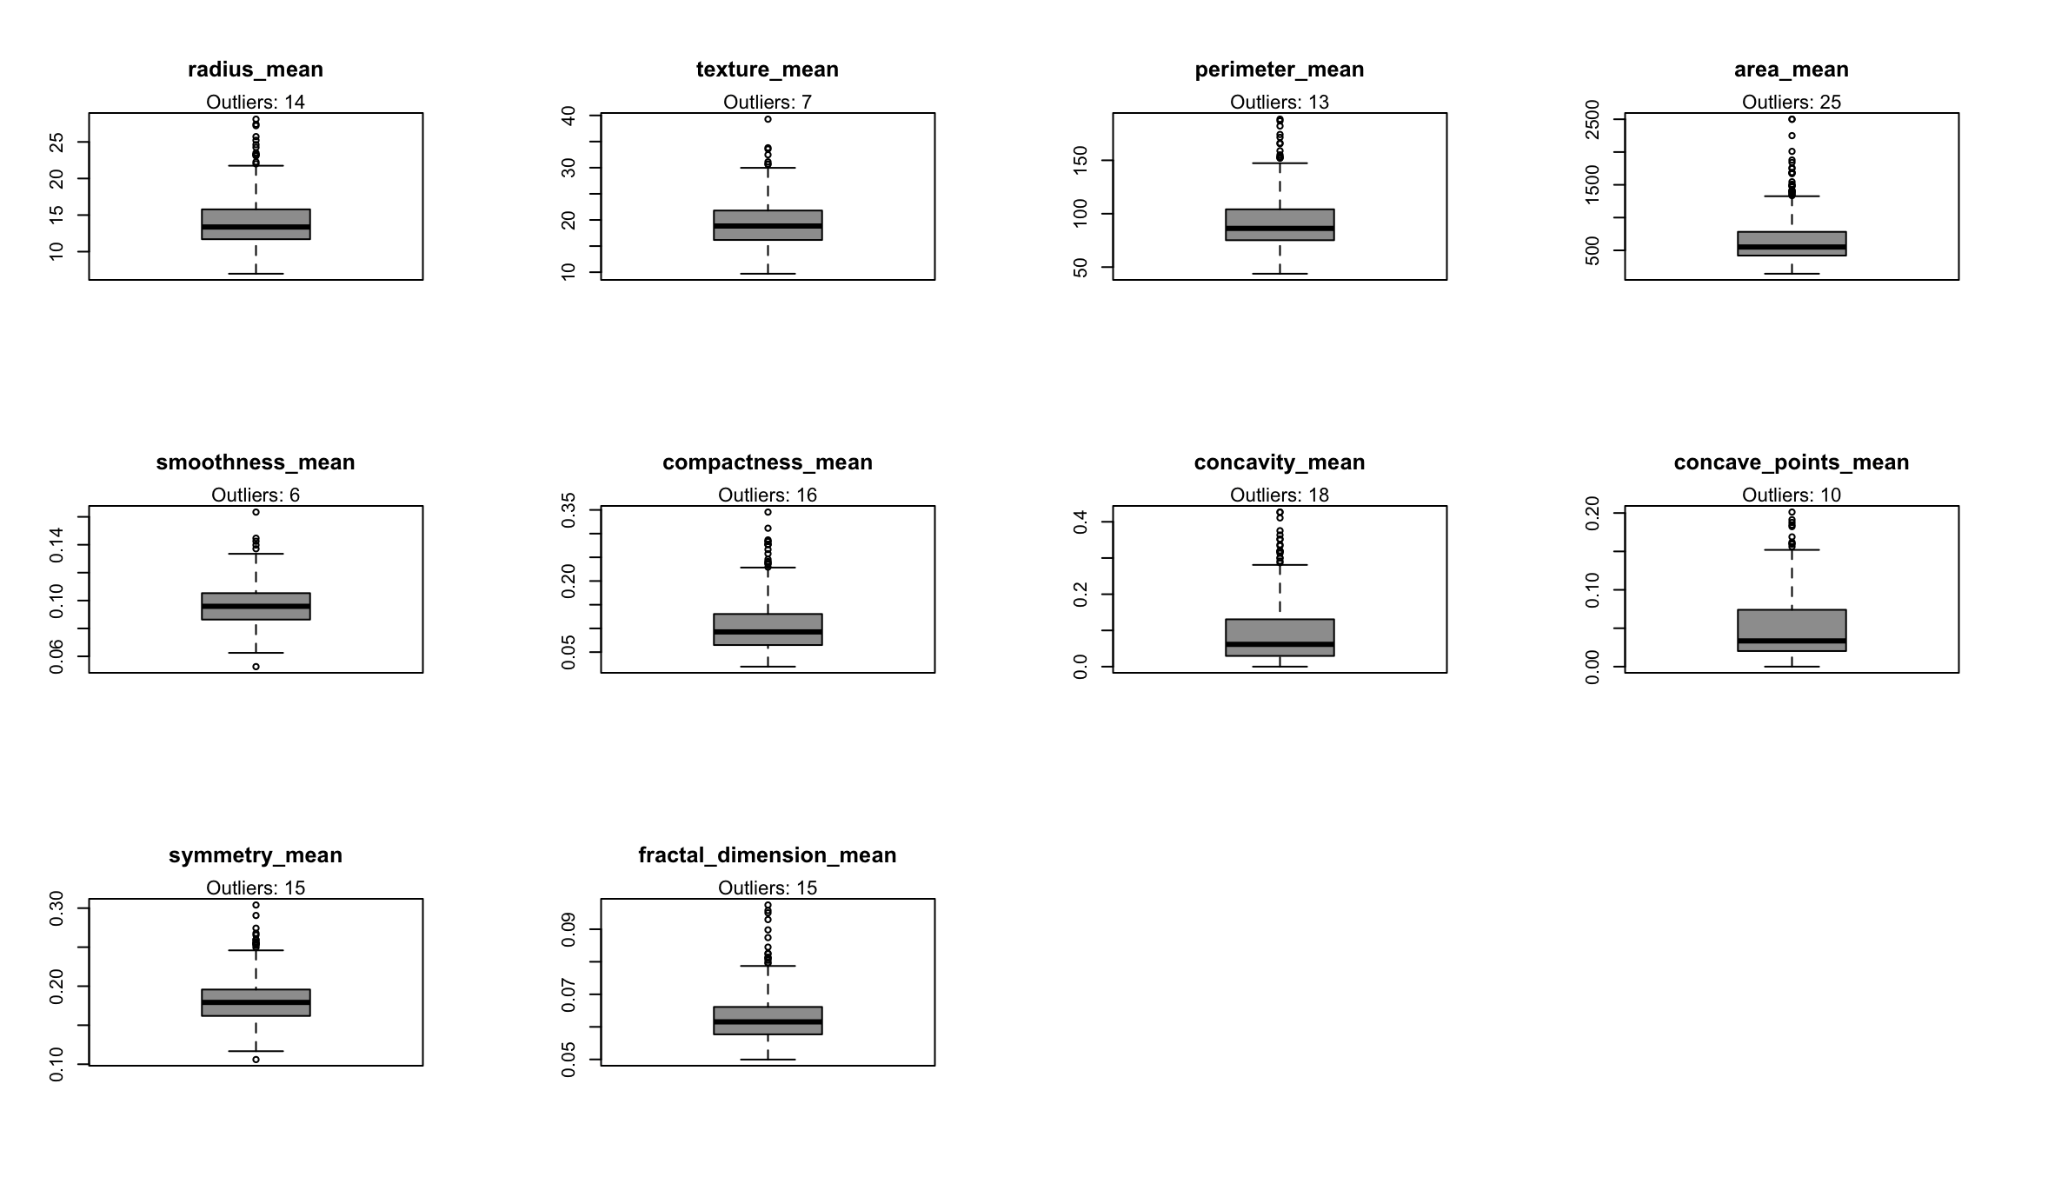 radius_mean
Outliers: 14
25
20
15
10
texture_mean
Outliers: 7
40
30
20
10
perimeter_mean
Outliers: 13
150
100
50
area_mean
Outliers: 25
2500
1500
500
smoothness_mean
Outliers: 6
0.14
0.10
0.06
compactness_mean
Outliers: 16
0.35
0.20
0.05
concavity_mean
Outliers: 18
0.4
0.2
0.0
concave_points_mean
Outliers: 10
0.20
0.10
0.00
symmetry_mean
Outliers: 15
0.30
0.20
0.10
fractal_dimension_mean
Outliers: 15
0.09
0.07
0.05